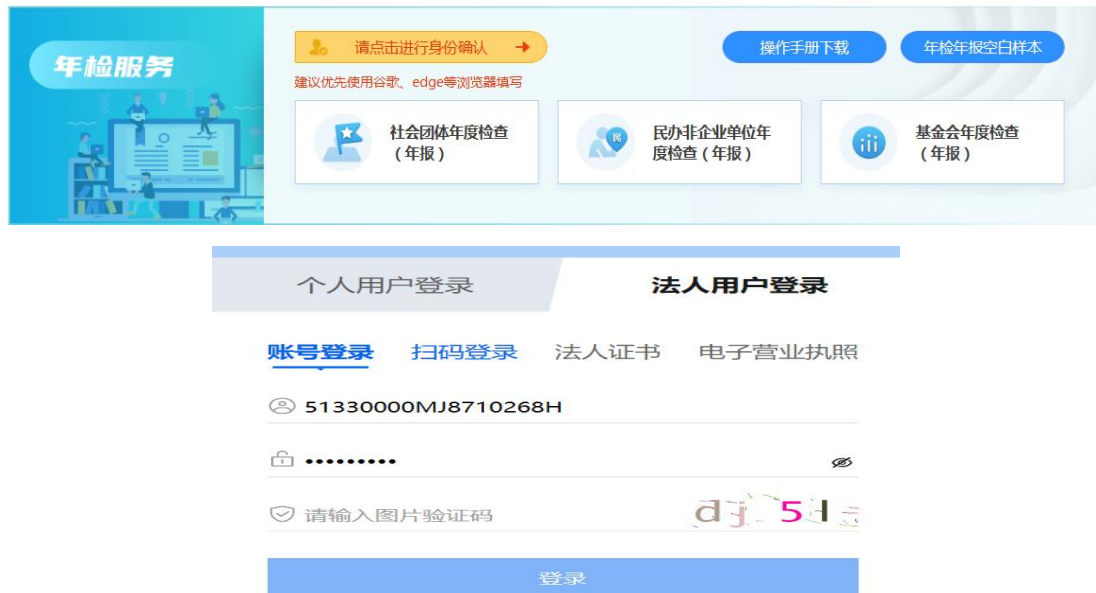 年检服务
请点击进行身份确认
操作手册下载
年检年报空白样本
建议优先使用谷歌、edge等浏览器填写
社会团体年度检查
（年报）
民办非企业单位年
度检查（年报）
基金会年度检查
（年报）
民
个人用户登录
法人用户登录
账号登录 扫码登录 法人证书 电子营业执照
51330000MJ8710268H
•••••••••
请输入图片验证码
登录